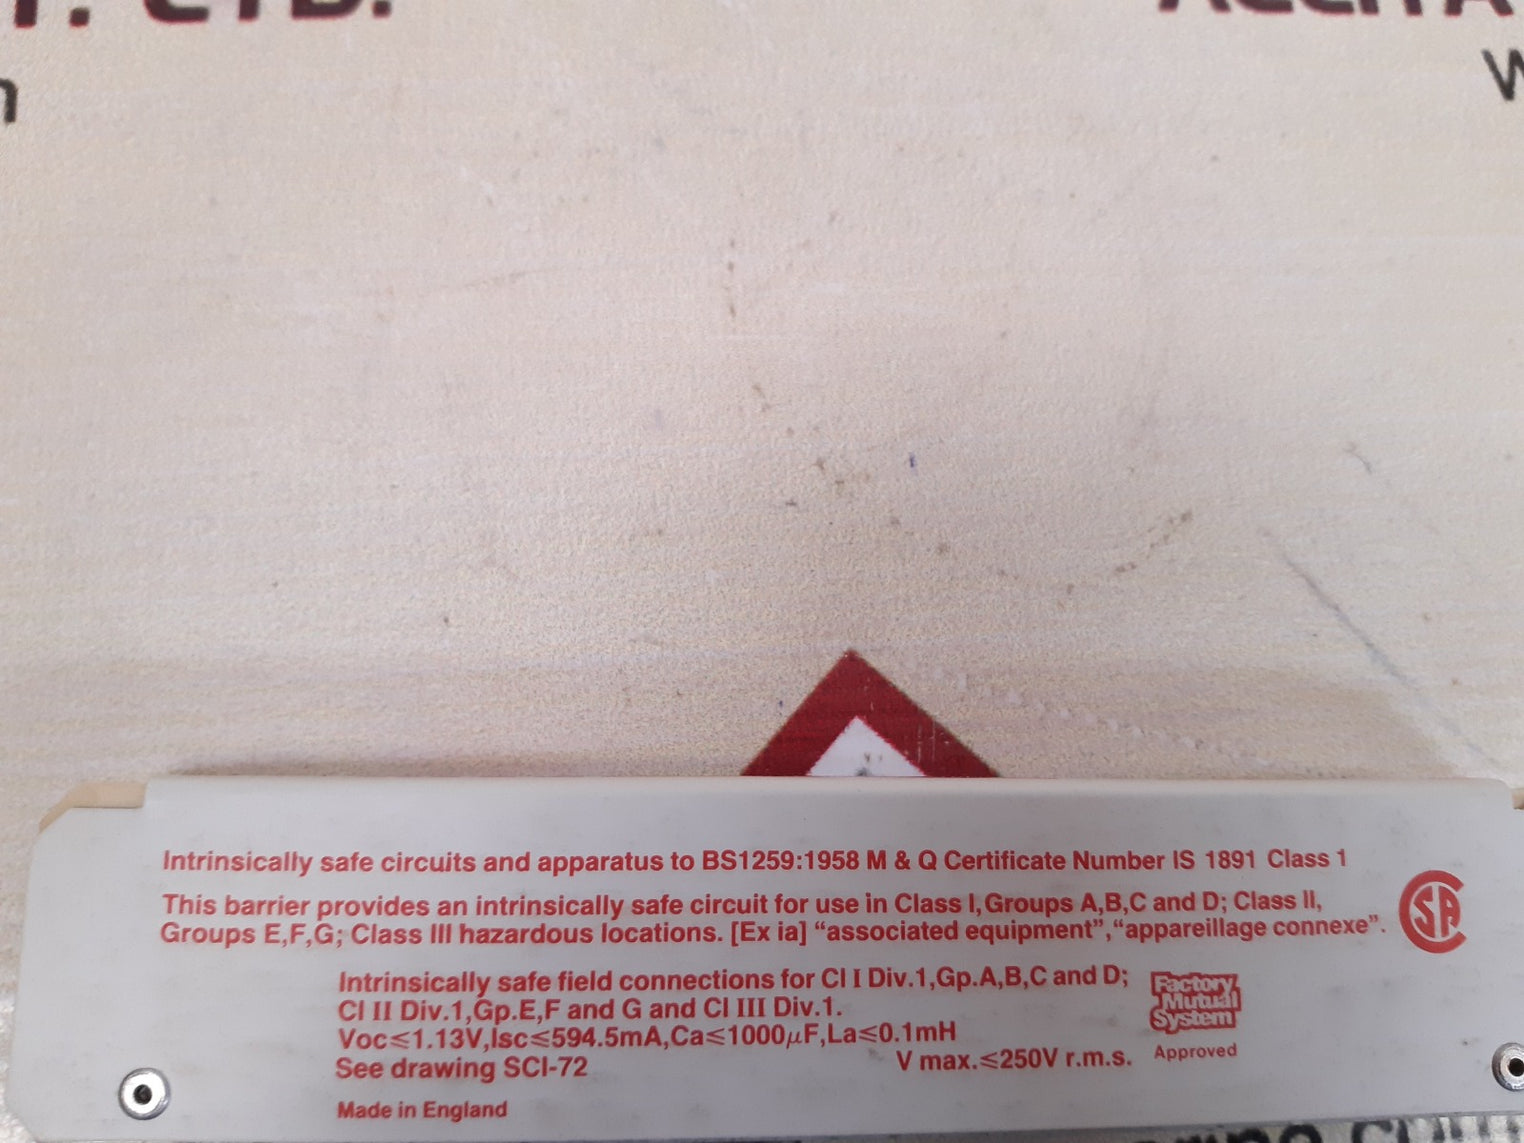 T. LTD.
Intrinsically safe circuits and apparatus to BS1259:1958 M & Q Certificate Number IS 1891 Class 1
This barrier provides an intrinsically safe circuit for use in Class I, Groups A,B,C and D; Class II,
Groups E,F,G; Class III hazardous locations. [Ex ia] “associated equipment”,“appareillage connexe”.
SA
Intrinsically safe field connections for Cl I Div.1,Gp.A,B,C and D;
Cl II Div.1,Gp.E,F and G and Cl III Div.1.
Voc≤1.13V,Isc≤594.5mA,Ca≤1000μF,La≤0.1mH
See drawing SCI-72
V max.≤250V r.m.s.
Factory
Mutual
System
Approved
Made in England